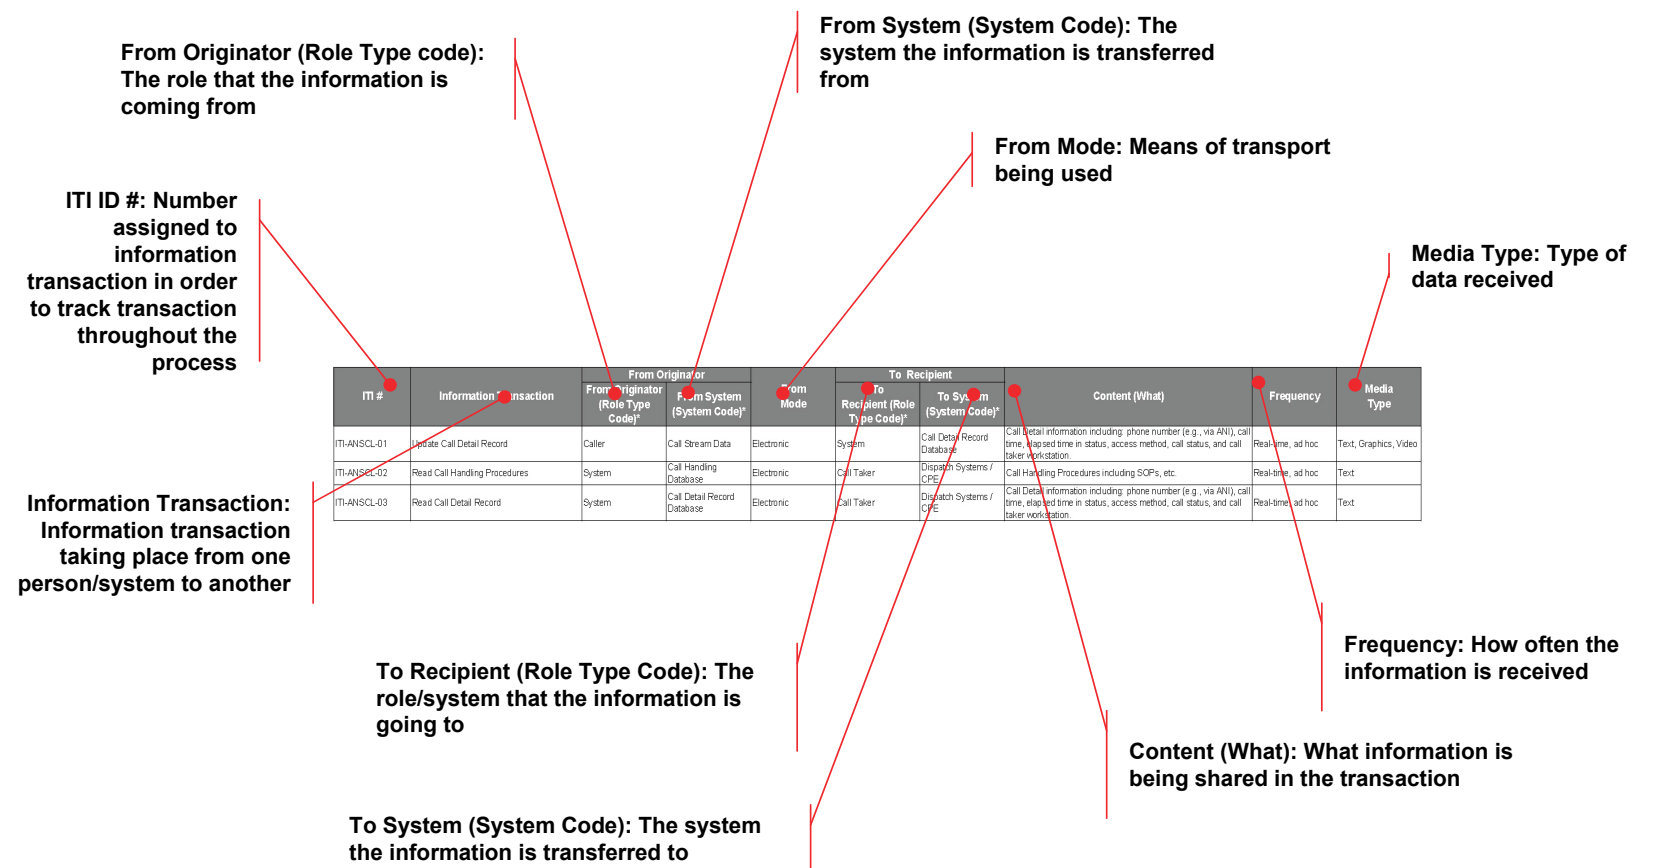 From System (System Code): The
system the information is transferred
from
From Originator (Role Type code):
The role that the information is
coming from
From Mode: Means of transport
being used
ITI ID #: Number
assigned to
information
transaction in order
to track transaction
throughout the
process
Media Type: Type of
data received
From Originator
To Recipient
ITI #
Information Transaction
From Originator
(Role Type
Code)*
From System
(System Code)*
From
Mode
To
Recipient (Role
Type Code)*
To System
(System Code)*
Content (What)
Frequency
Media
Type
ITI-ANSCL-01
Update Call Detail Record
Caller
Call Stream Data
Electronic
System
Call Detail Record
Database
Call Detail information including: phone number (e.g., via ANI), call
time, elapsed time in status, access method, call status, and call
taker workstation.
Real-time, ad hoc
Text, Graphics, Video
ITI-ANSCL-02
Read Call Handling Procedures
System
Call Handling
Database
Electronic
Call Taker
Dispatch Systems /
CPE
Call Handling Procedures including SOPs, etc.
Real-time, ad hoc
Text
ITI-ANSCL-03
Read Call Detail Record
System
Call Detail Record
Database
Electronic
Call Taker
Dispatch Systems /
CPE
Call Detail information including: phone number (e.g., via ANI), call
time, elapsed time in status, access method, call status, and call
taker workstation.
Real-time, ad hoc
Text
Information Transaction:
Information transaction
taking place from one
person/system to another
Frequency: How often the
information is received
To Recipient (Role Type Code): The
role/system that the information is
going to
Content (What): What information is
being shared in the transaction
To System (System Code): The system
the information is transferred to